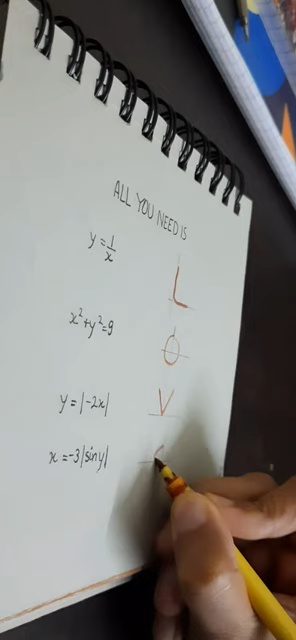 ALL YOU NEED IS
y = 1/x
x²+y²=9
y = |-2x|
x = -3|siny|